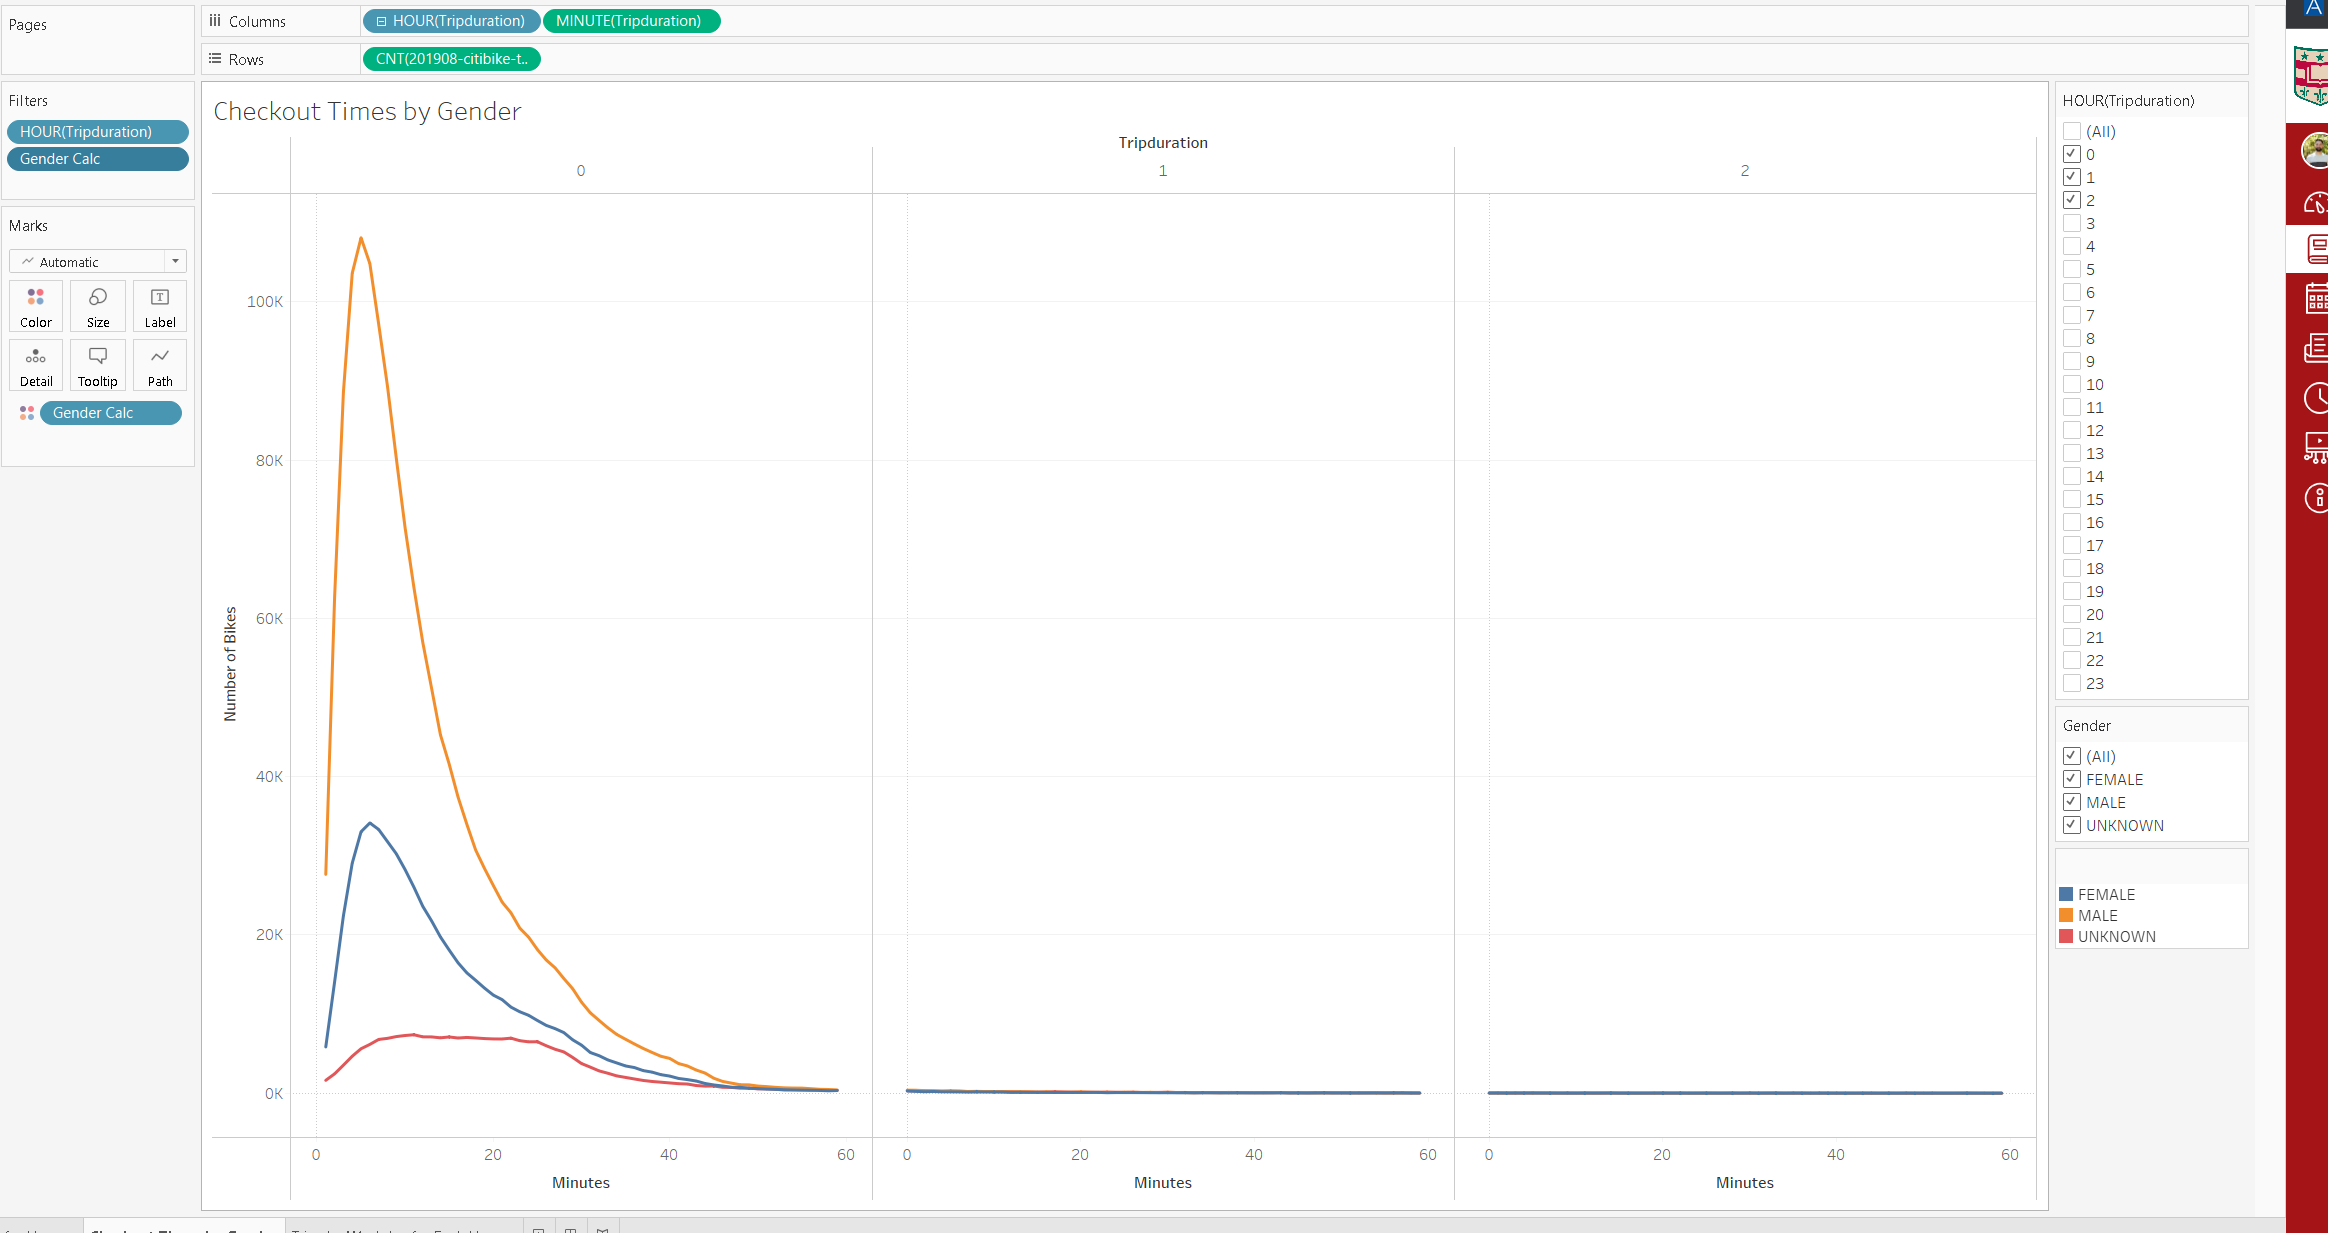 Pages
Columns
HOUR(Tripduration)
MINUTE(Tripduration)
Rows
CNT(201908-citibike-t..
Filters
HOUR(Tripduration)
Gender Calc
Marks
Automatic
Color
Size
Label
Detail
Tooltip
Path
Gender Calc
Checkout Times by Gender
Tripduration
0
1
2
Number of Bikes
100K
80K
60K
40K
20K
0K
0
20
40
60
0
20
40
60
0
20
40
60
Minutes
Minutes
Minutes
HOUR(Tripduration)
(All)
0
1
2
3
4
5
6
7
8
9
10
11
12
13
14
15
16
17
18
19
20
21
22
23
Gender
(All)
FEMALE
MALE
UNKNOWN
FEMALE
MALE
UNKNOWN
A